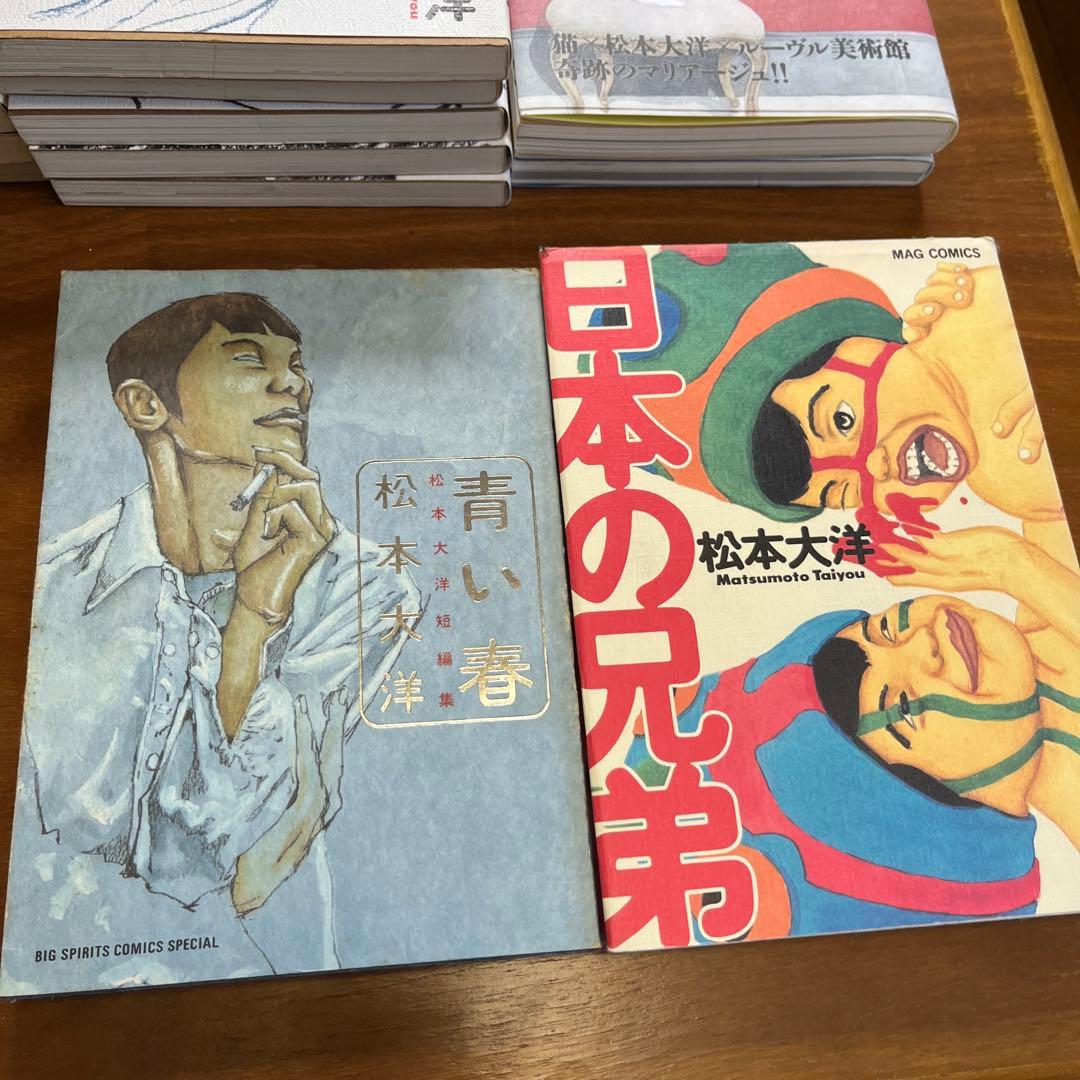 猫×松本大洋×ルーヴル美術館
奇跡のマリアージュ!!
青い春
松本大洋短編集
松本大洋
BIG SPIRITS COMICS SPECIAL
MAG COMICS
日本の兄弟
松本大洋
Matsumoto Taiyou